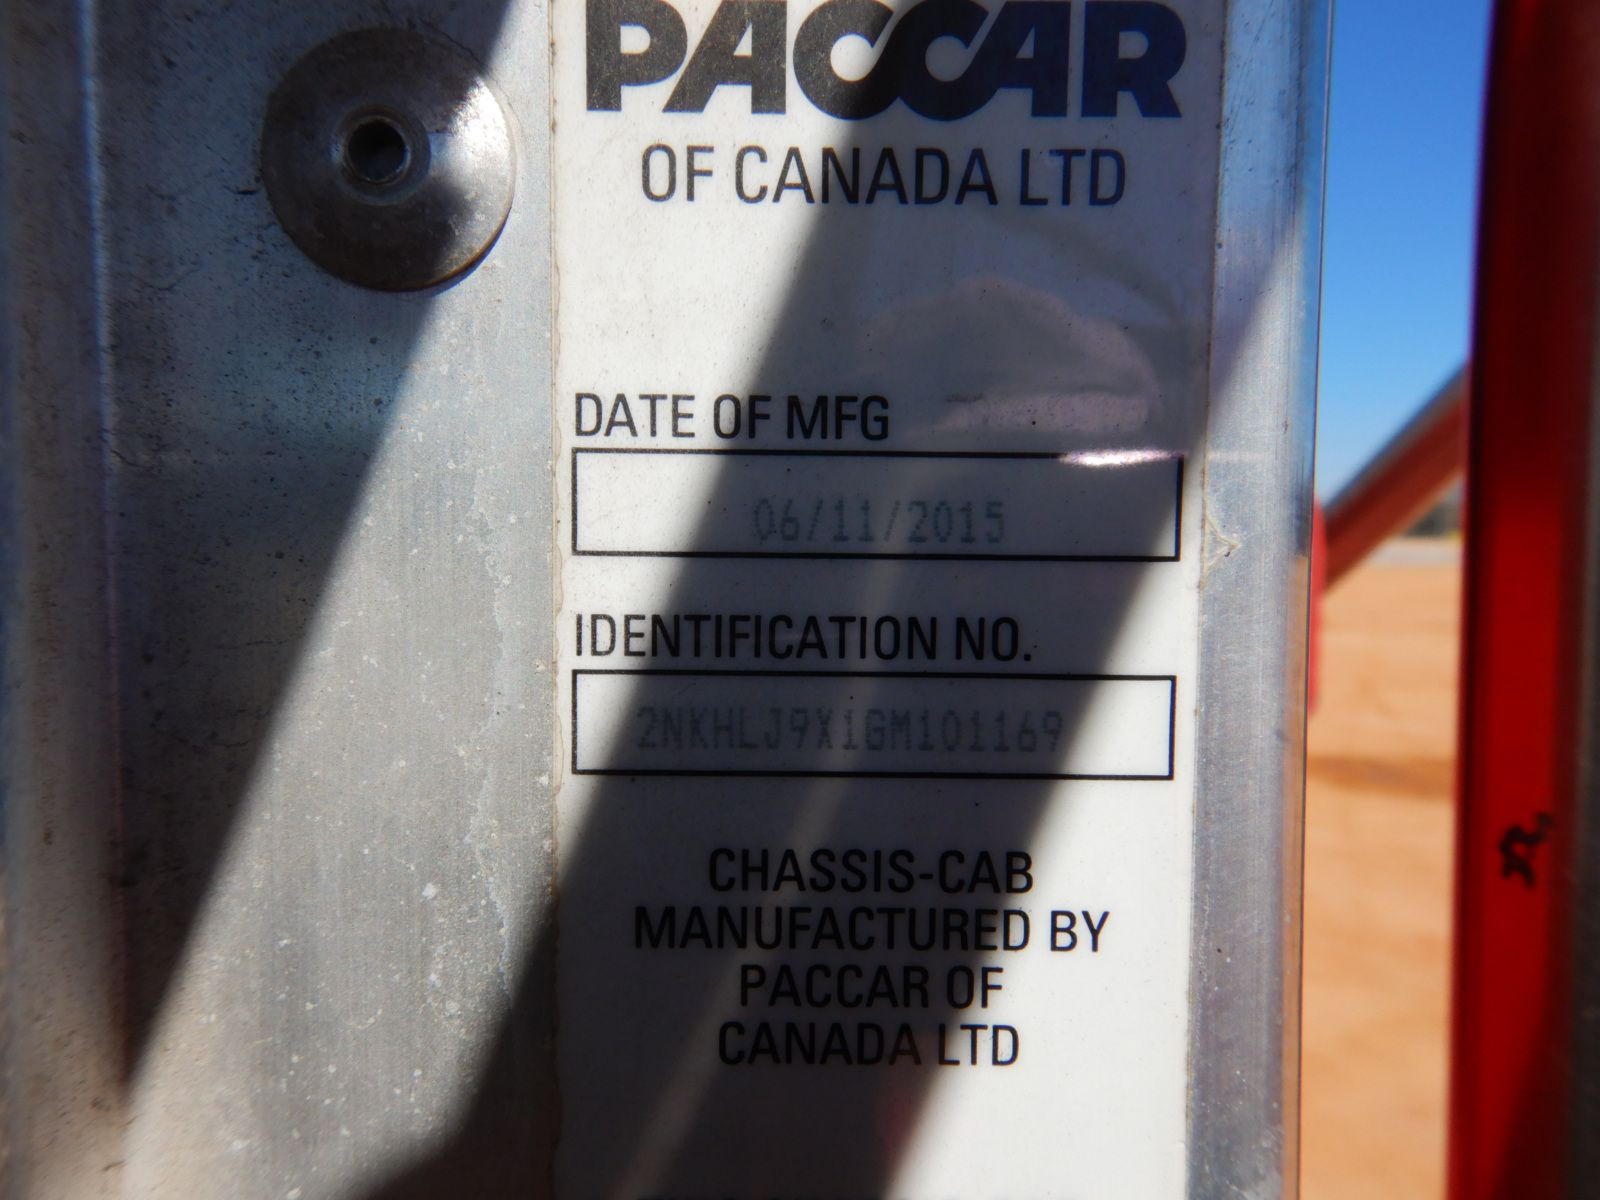 PACCAR
OF CANADA LTD
DATE OF MFG
06/11/2015
IDENTIFICATION NO.
2NKHLJ9X1GM101169
CHASSIS-CAB
MANUFACTURED BY
PACCAR OF
CANADA LTD